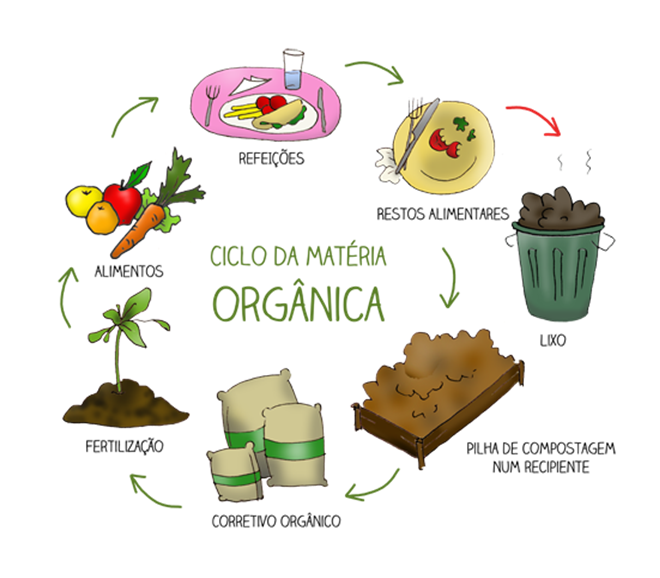 REFEIÇÕES
RESTOS ALIMENTARES
ALIMENTOS
CICLO DA MATÉRIA
ORGÂNICA
LIXO
FERTILIZAÇÃO
PILHA DE COMPOSTAGEM
NUM RECIPIENTE
CORRETIVO ORGÂNICO